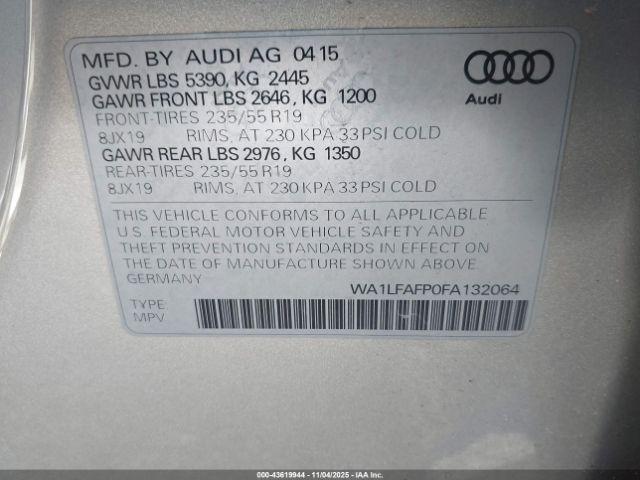 MFD. BY AUDI AG 04 15
GVWR LBS 5390, KG 2445
GAWR FRONT LBS 2646, KG 1200
FRONT-TIRES 235/55 R19
8JX19 RIMS, AT 230 KPA 33 PSI COLD
GAWR REAR LBS 2976, KG 1350
REAR-TIRES 235/55 R19
8JX19 RIMS, AT 230 KPA 33 PSI COLD
Audi
THIS VEHICLE CONFORMS TO ALL APPLICABLE
U.S. FEDERAL MOTOR VEHICLE SAFETY AND
THEFT PREVENTION STANDARDS IN EFFECT ON
THE DATE OF MANUFACTURE SHOWN ABOVE
GERMANY
WA1LFAFP0FA132064
TYPE:
MPV
000-43619944 - 11/04/2025 - IAAI.COM